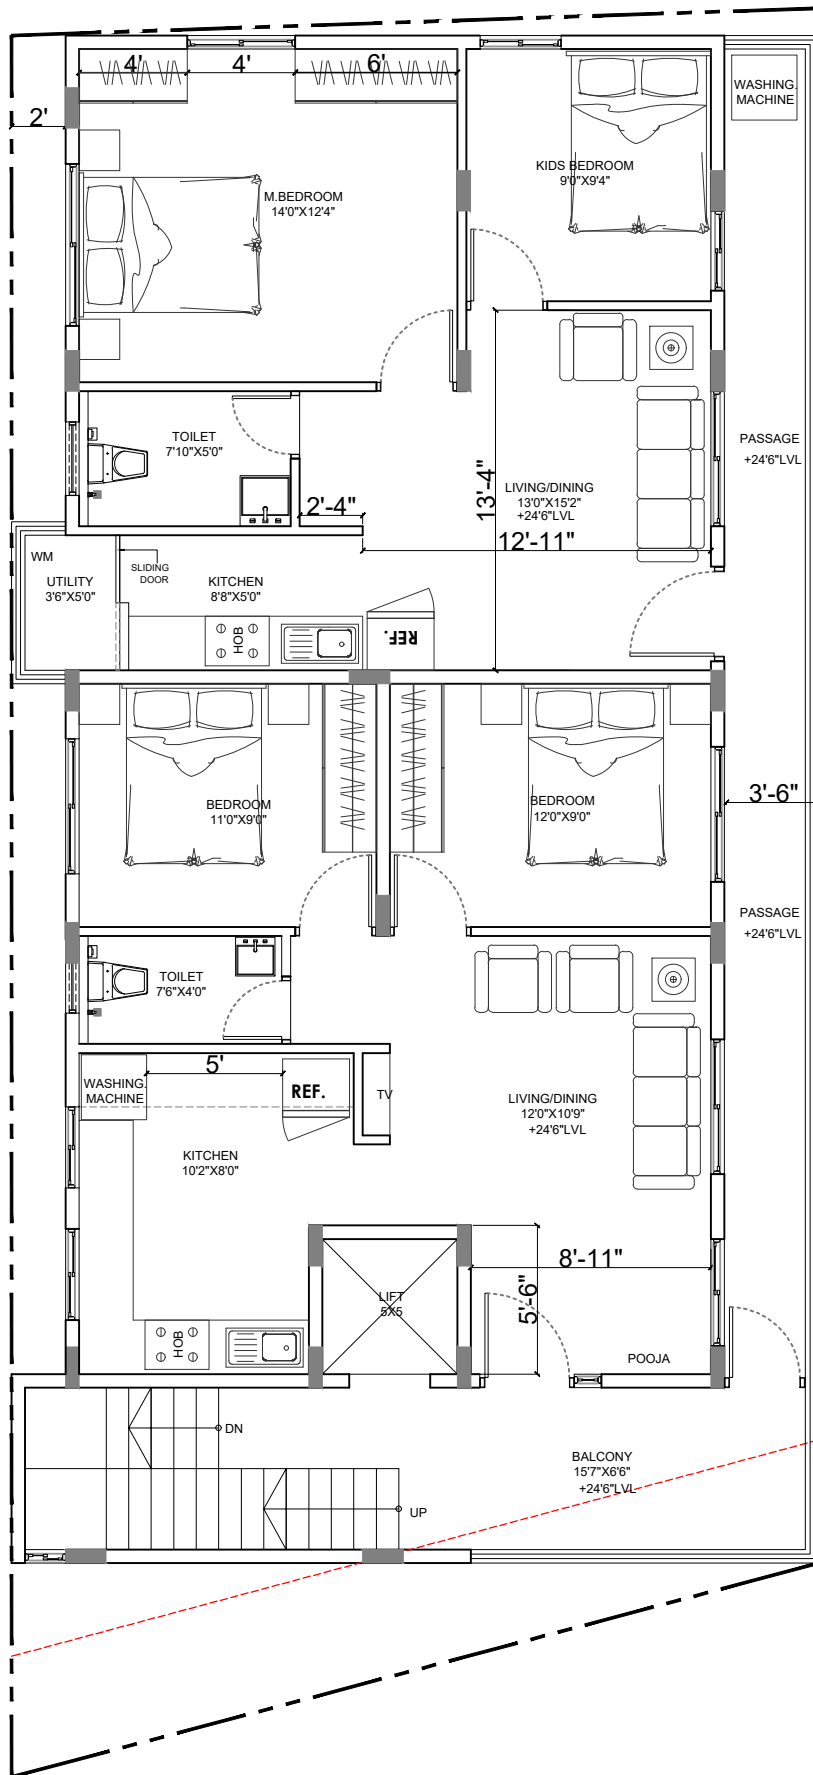 4'
4'
6'
WASHING.
MACHINE
2'
KIDS BEDROOM
9'0"X9'4"
M.BEDROOM
14'0"X12'4"
TOILET
7'10"X5'0"
PASSAGE
+24'6"LVL
13'-4"
LIVING/DINING
13'0"X15'2"
+24'6"LVL
2'-4"
12'-11"
WM
UTILITY
3'6"X5'0"
SLIDING
DOOR
KITCHEN
8'8"X5'0"
HOB
REF.
BEDROOM
11'0"X9'0"
BEDROOM
12'0"X9'0"
3'-6"
PASSAGE
+24'6"LVL
TOILET
7'6"X4'0"
5'
WASHING.
MACHINE
REF.
TV
LIVING/DINING
12'0"X10'9"
+24'6"LVL
KITCHEN
10'2"X8'0"
8'-11"
5'-6"
LIFT
5X5
HOB
POOJA
DN
BALCONY
15'7"X6'6"
+24'6"LVL
UP